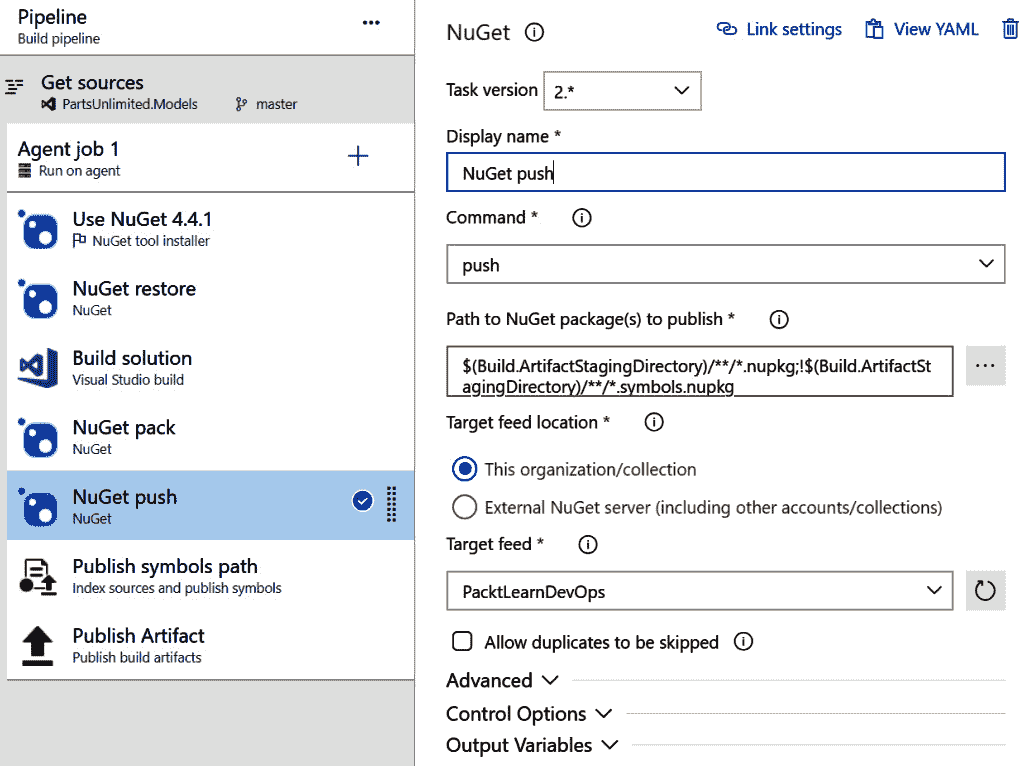 Pipeline
...
Build pipeline
Get sources
PartsUnlimited.Models
master
Agent job 1
Run on agent
Use NuGet 4.4.1
NuGet tool installer
NuGet restore
NuGet
Build solution
Visual Studio build
NuGet pack
NuGet
NuGet push
NuGet
Publish symbols path
Index sources and publish symbols
Publish Artifact
Publish build artifacts
NuGet
Link settings
View YAML
Task version
2.*
Display name *
NuGet push
Command *
push
Path to NuGet package(s) to publish *
$(Build.ArtifactStagingDirectory)/**/*.nupkg;!$(Build.ArtifactSt
agingDirectory)/**/*.symbols.nupkg
...
Target feed location *
This organization/collection
External NuGet server (including other accounts/collections)
Target feed *
PacktLearnDevOps
Allow duplicates to be skipped
Advanced
Control Options
Output Variables